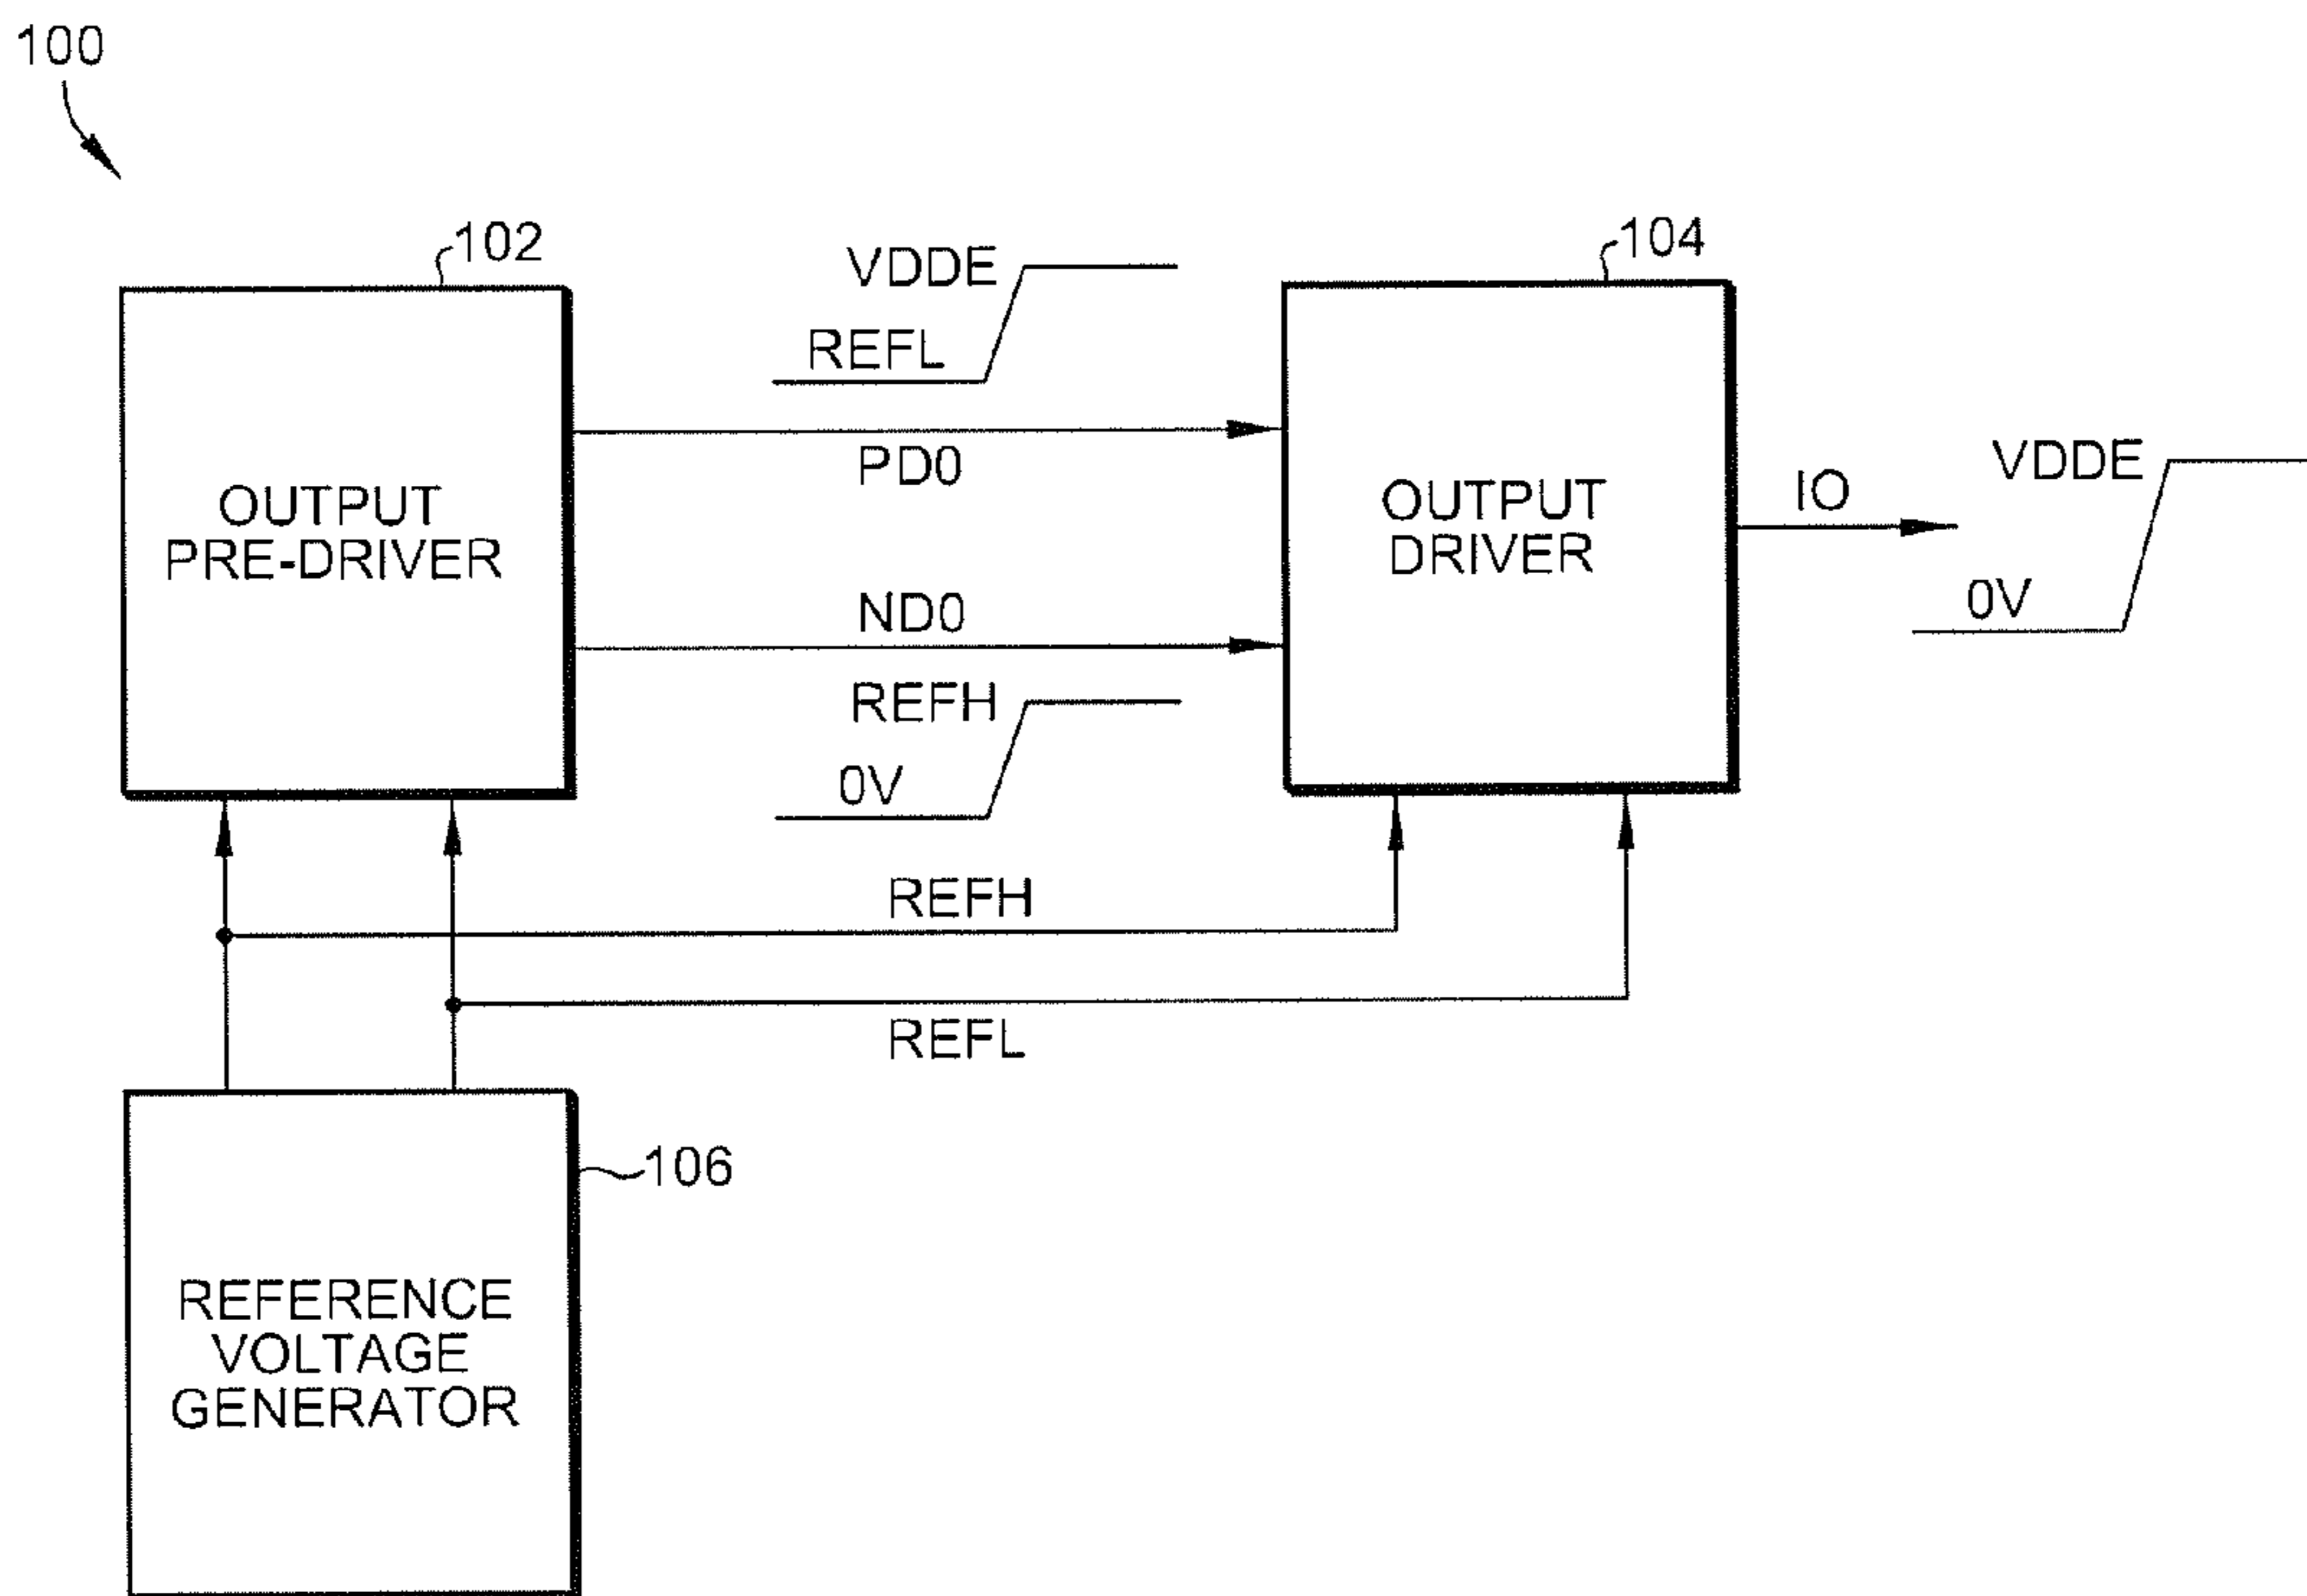 100
102
104
VDDE
REFL
PD0
OUTPUT
PRE-DRIVER
OUTPUT
DRIVER
IO
VDDE
0V
ND0
REFH
0V
REFH
REFL
106
REFERENCE
VOLTAGE
GENERATOR